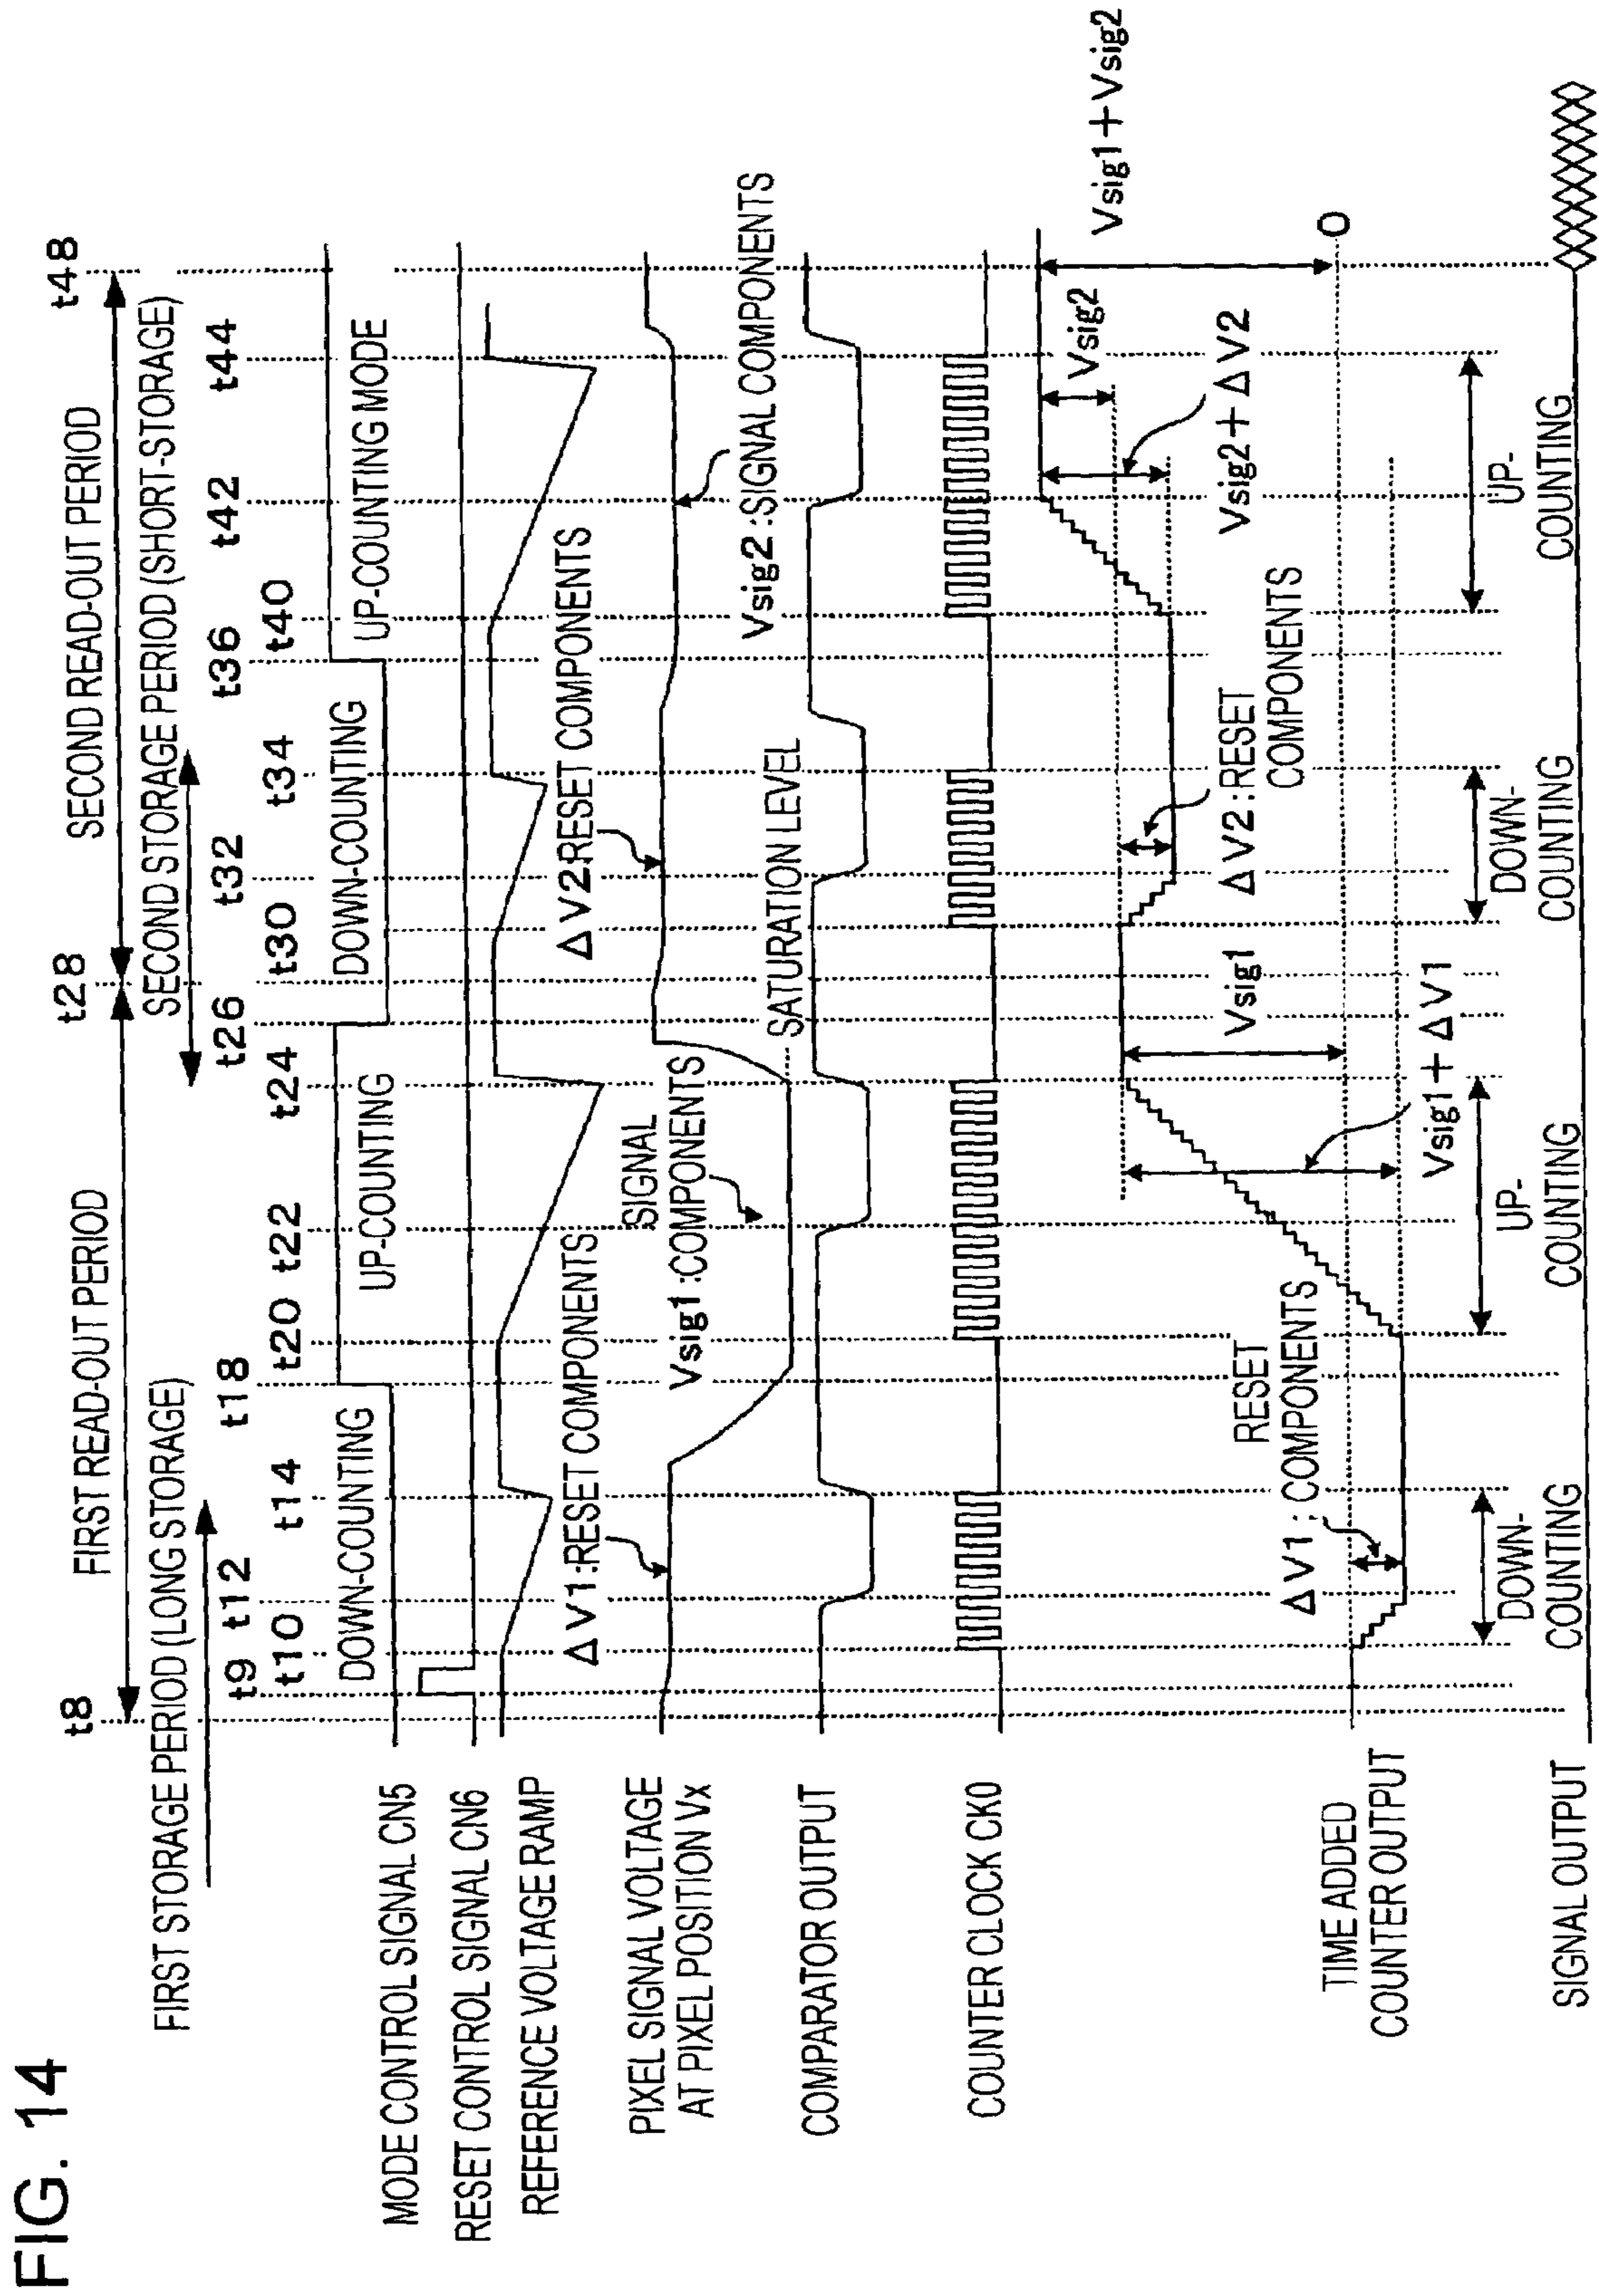 FIG. 14
t8
FIRST READ-OUT PERIOD
t28
SECOND READ-OUT PERIOD
t48
FIRST STORAGE PERIOD (LONG STORAGE)
SECOND STORAGE PERIOD (SHORT-STORAGE)
t9 t12
t18
t26
t32
t36
t42
t44
t10
t14
t20
t22
t24
t30
t34
t40
MODE CONTROL SIGNAL CN5
DOWN-COUNTING
UP-COUNTING
DOWN-COUNTING
UP-COUNTING MODE
RESET CONTROL SIGNAL CN6
REFERENCE VOLTAGE RAMP
ΔV1:RESET COMPONENTS
ΔV2:RESET COMPONENTS
PIXEL SIGNAL VOLTAGE
AT PIXEL POSITION Vx
SIGNAL
Vsig1 :COMPONENTS
SATURATION LEVEL
Vsig2 :SIGNAL COMPONENTS
COMPARATOR OUTPUT
COUNTER CLOCK CK0
Vsig2
Vsig1+Vsig2
TIME ADDED
COUNTER OUTPUT
RESET
ΔV1 : COMPONENTS
Vsig1
Vsig1+ΔV1
ΔV2 :RESET
COMPONENTS
Vsig2+ΔV2
0
DOWN-
COUNTING
UP-
COUNTING
DOWN-
COUNTING
UP-
COUNTING
SIGNAL OUTPUT